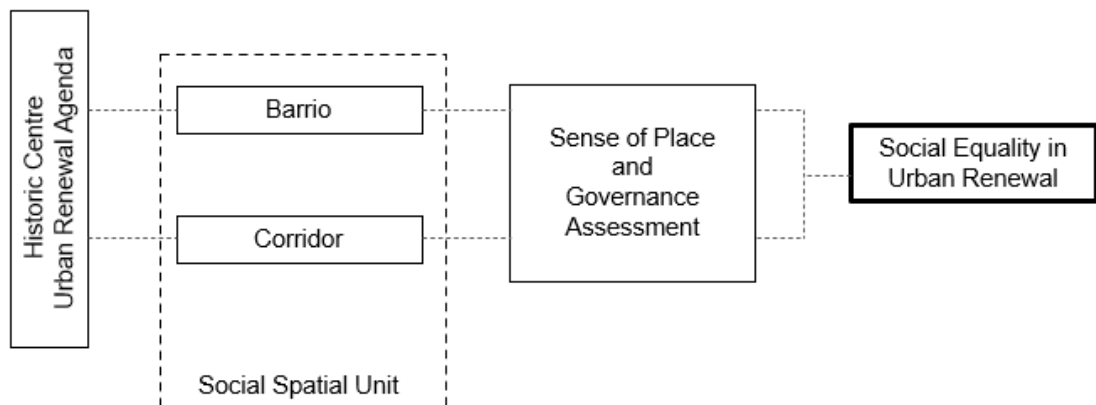 Historic Centre
Urban Renewal Agenda
Barrio
Corridor
Social Spatial Unit
Sense of Place
and
Governance
Assessment
Social Equality in
Urban Renewal